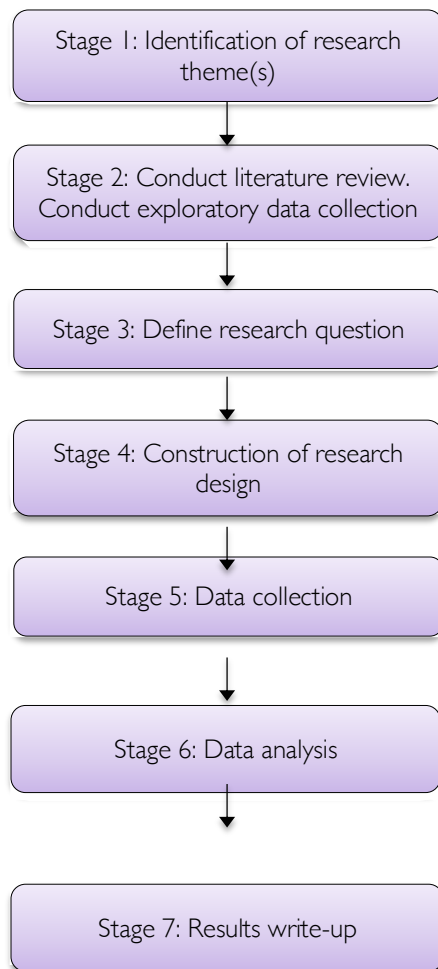 Stage 1: Identification of research
theme(s)
Stage 2: Conduct literature review.
Conduct exploratory data collection
Stage 3: Define research question
Stage 4: Construction of research
design
Stage 5: Data collection
Stage 6: Data analysis
Stage 7: Results write-up